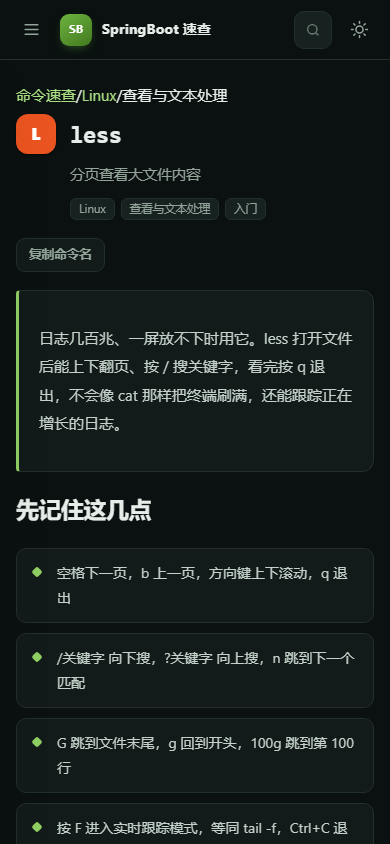 SB
SpringBoot 速查
命令速查/Linux/查看与文本处理
L
less
分页查看大文件内容
Linux
查看与文本处理
入门
复制命令名
日志几百兆、一屏放不下时用它。less 打开文件
后能上下翻页、按 / 搜关键字，看完按 q 退
出，不会像 cat 那样把终端刷满，还能跟踪正在
增长的日志。
先记住这几点
空格下一页，b 上一页，方向键上下滚动，q 退
出
/关键字 向下搜，?关键字 向上搜，n 跳到下一个
匹配
G 跳到文件末尾，g 回到开头，100g 跳到第 100
行
按 F 进入实时跟踪模式，等同 tail -f，Ctrl+C 退